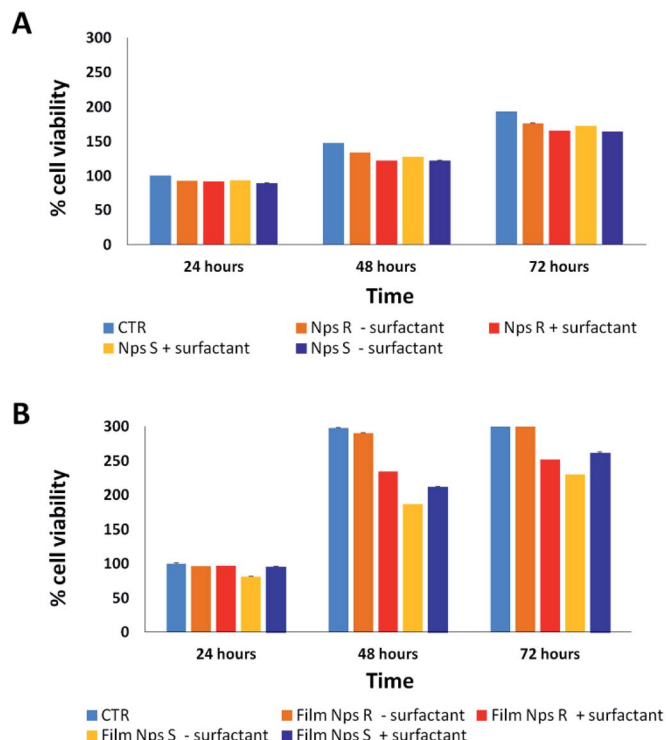 A
300
250
200
150
100
50
0
% cell viability
24 hours 48 hours 72 hours
Time
CTR Nps R - surfactant Nps R + surfactant
Nps S + surfactant Nps S - surfactant
B
300
250
200
150
100
50
0
% cell viability
24 hours 48 hours 72 hours
Time
CTR Film Nps R - surfactant Film Nps R + surfactant
Film Nps S - surfactant Film Nps S + surfactant